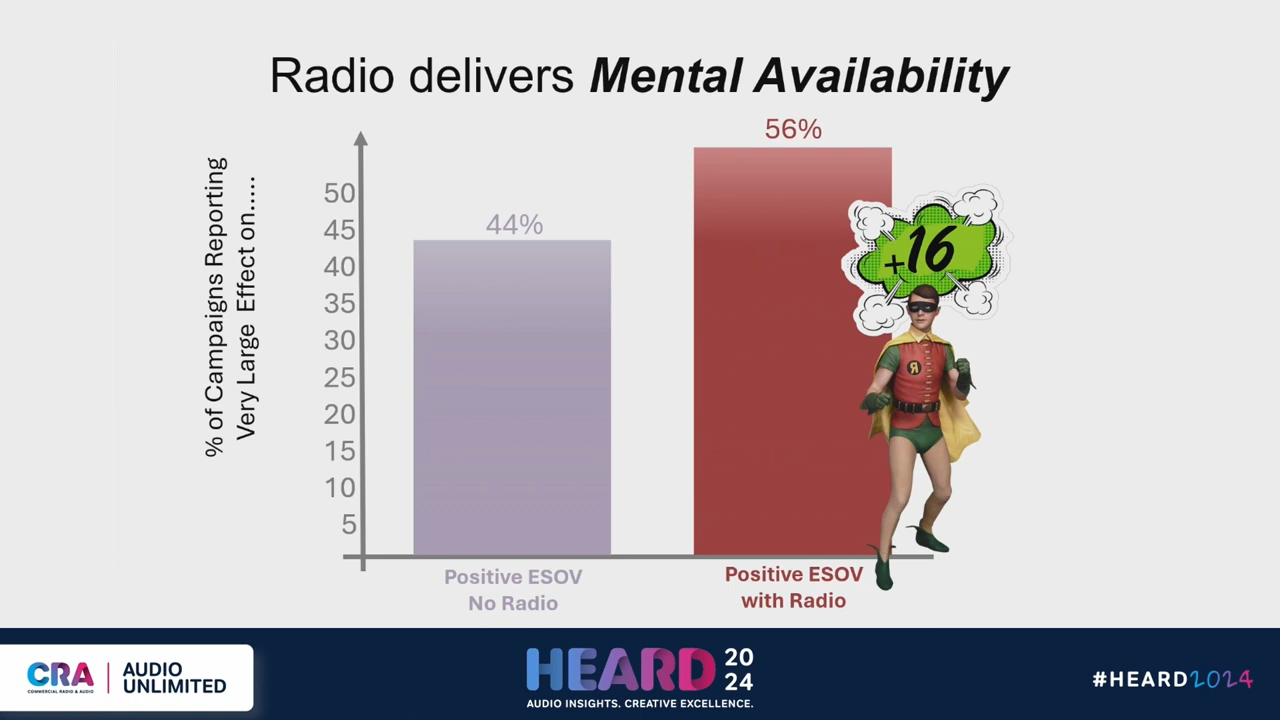 Radio delivers Mental Availability
% of Campaigns Reporting
Very Large Effect on.....
50
45
40
35
30
25
20
15
10
5
44%
56%
+16
R
Positive ESOV
No Radio
Positive ESOV
with Radio
CRA
COMMERCIAL RADIO & AUDIO
AUDIO
UNLIMITED
HEARD
20
24
AUDIO INSIGHTS. CREATIVE EXCELLENCE.
#HEARD2024